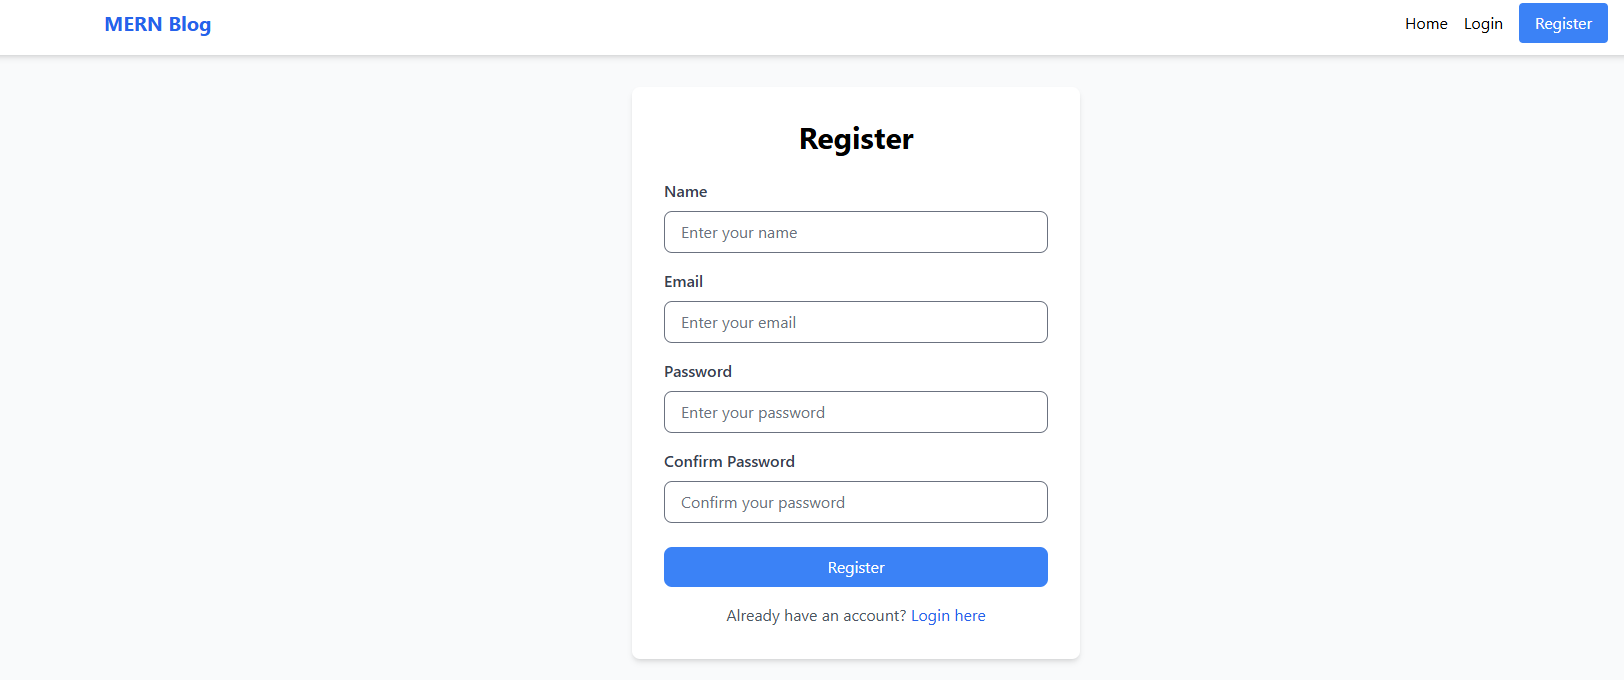 MERN Blog
Home Login Register
Register
Name
Enter your name
Email
Enter your email
Password
Enter your password
Confirm Password
Confirm your password
Register
Already have an account? Login here